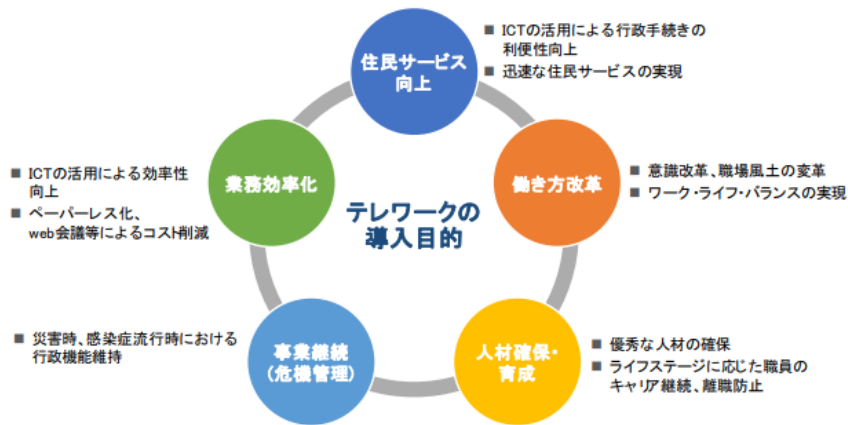 住民サービス
向上
■ ICTの活用による行政手続きの
利便性向上
■ 迅速な住民サービスの実現
働き方改革
■ 意識改革、職場風土の変革
■ ワーク・ライフ・バランスの実現
人材確保・
育成
■ 優秀な人材の確保
■ ライフステージに応じた職員の
キャリア継続、離職防止
事業継続
(危機管理)
■ 災害時、感染症流行時における
行政機能維持
業務効率化
■ ICTの活用による効率性
向上
■ ペーパーレス化、
web会議等によるコスト削減
テレワークの
導入目的